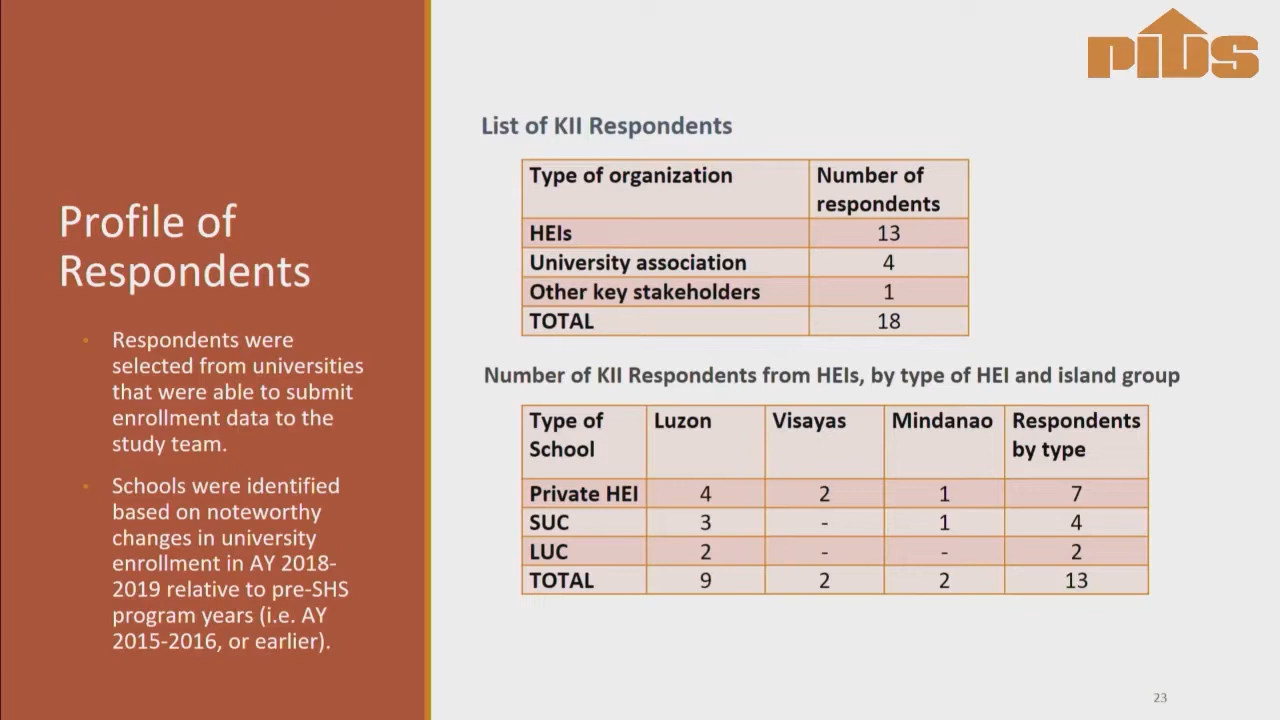 PIDS
Profile of
Respondents
· Respondents were
selected from universities
that were able to submit
enrollment data to the
study team.
· Schools were identified
based on noteworthy
changes in university
enrollment in AY 2018-
2019 relative to pre-SHS
program years (i.e. AY
2015-2016, or earlier).
List of KII Respondents
Type of organization Number of
respondents
HEIs 13
University association 4
Other key stakeholders 1
TOTAL 18
Number of KII Respondents from HEIs, by type of HEI and island group
Type of Luzon Visayas Mindanao Respondents
School by type
Private HEI 4 2 1 7
SUC 3 - 1 4
LUC 2 - - 2
TOTAL 9 2 2 13
23